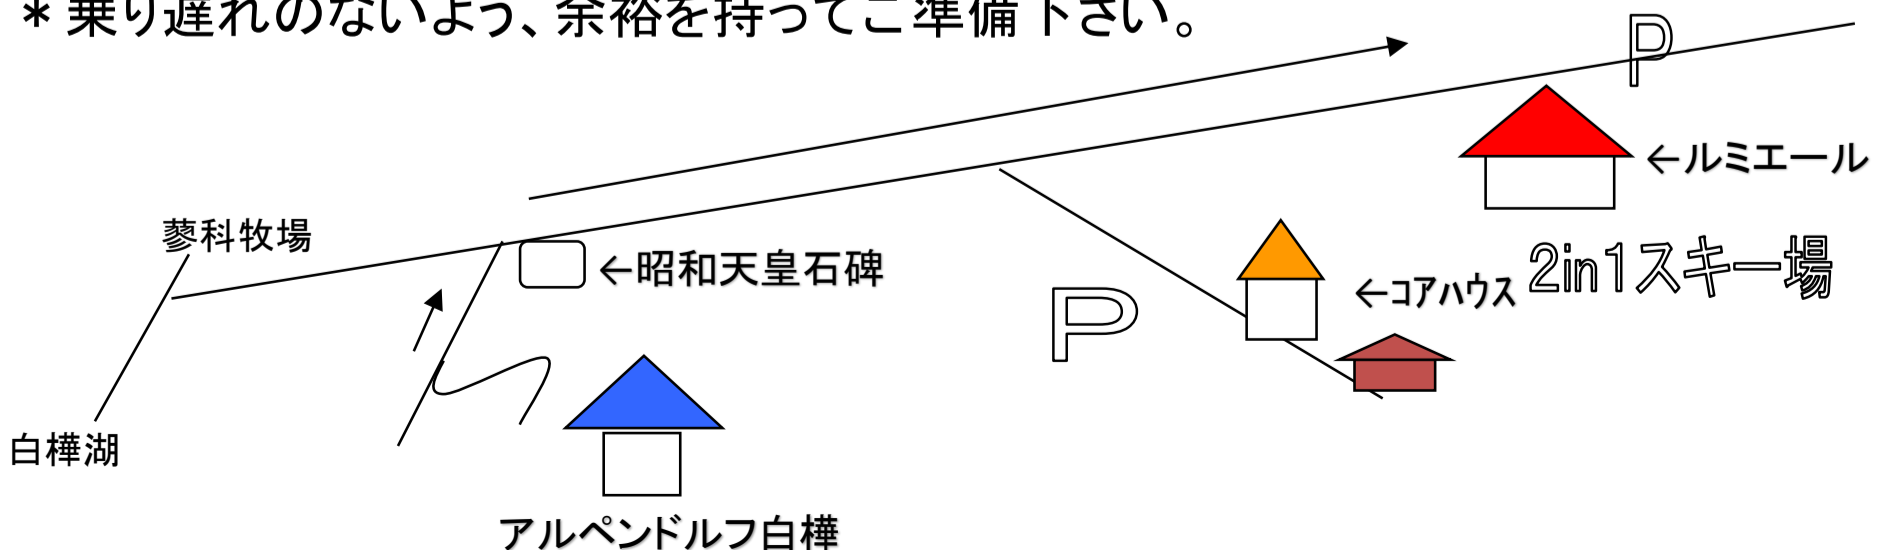 ＊乗り遅れのないよう、余裕を持ってご準備下さい。
P
←ルミエール
蓼科牧場
←昭和天皇石碑
2in1スキー場
←コアハウス
P
白樺湖
アルペンドルフ白樺